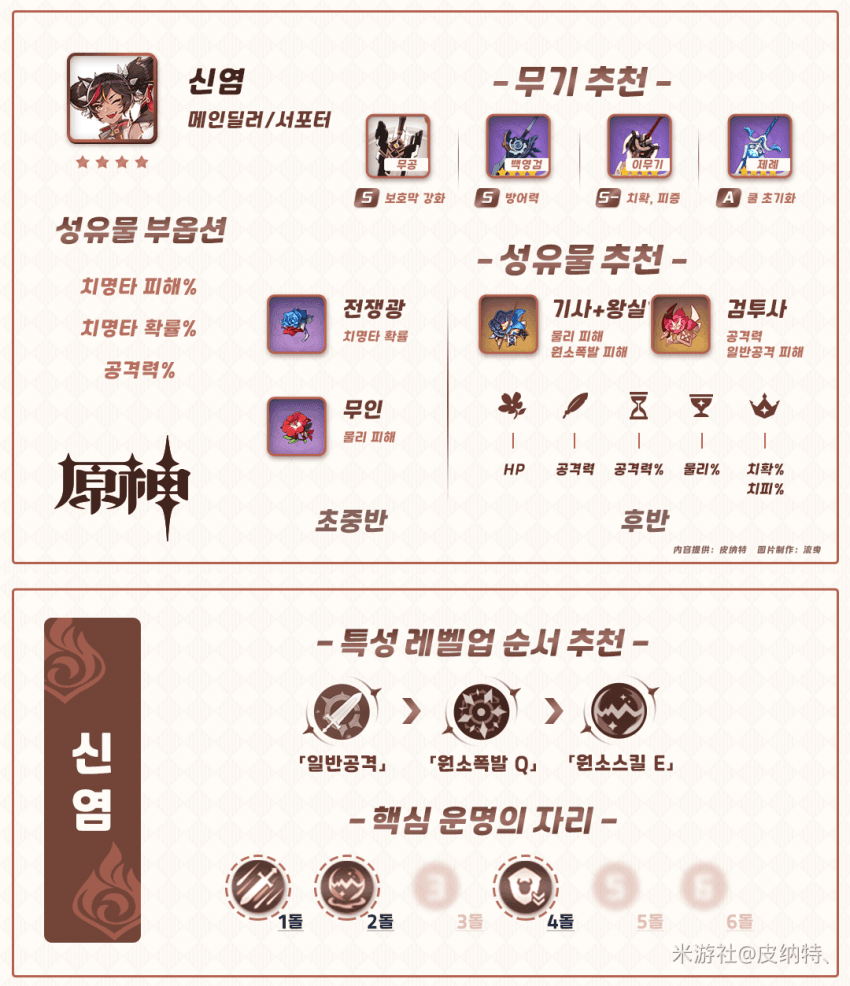 신염
메인딜러/서포터
성유물 부옵션
치명타 피해%
치명타 확률%
공격력%
原神
- 무기 추천 -
무공
백영검
이무기
제례
S 보호막 강화
S 방어력
S- 치확, 피증
A 쿨 초기화
- 성유물 추천 -
전쟁광
치명타 확률
무인
물리 피해
초중반
기사+왕실
물리 피해
원소폭발 피해
검투사
공격력
일반공격 피해
HP
공격력
공격력%
물리%
치확%
치피%
후반
内容提供：皮纳特 图片制作：流曳
신염
- 특성 레벨업 순서 추천 -
「일반공격」
「원소폭발 Q」
「원소스킬 E」
- 핵심 운명의 자리 -
3
5
6
1돌
2돌
3돌
4돌
5돌
6돌
米游社@皮纳特、